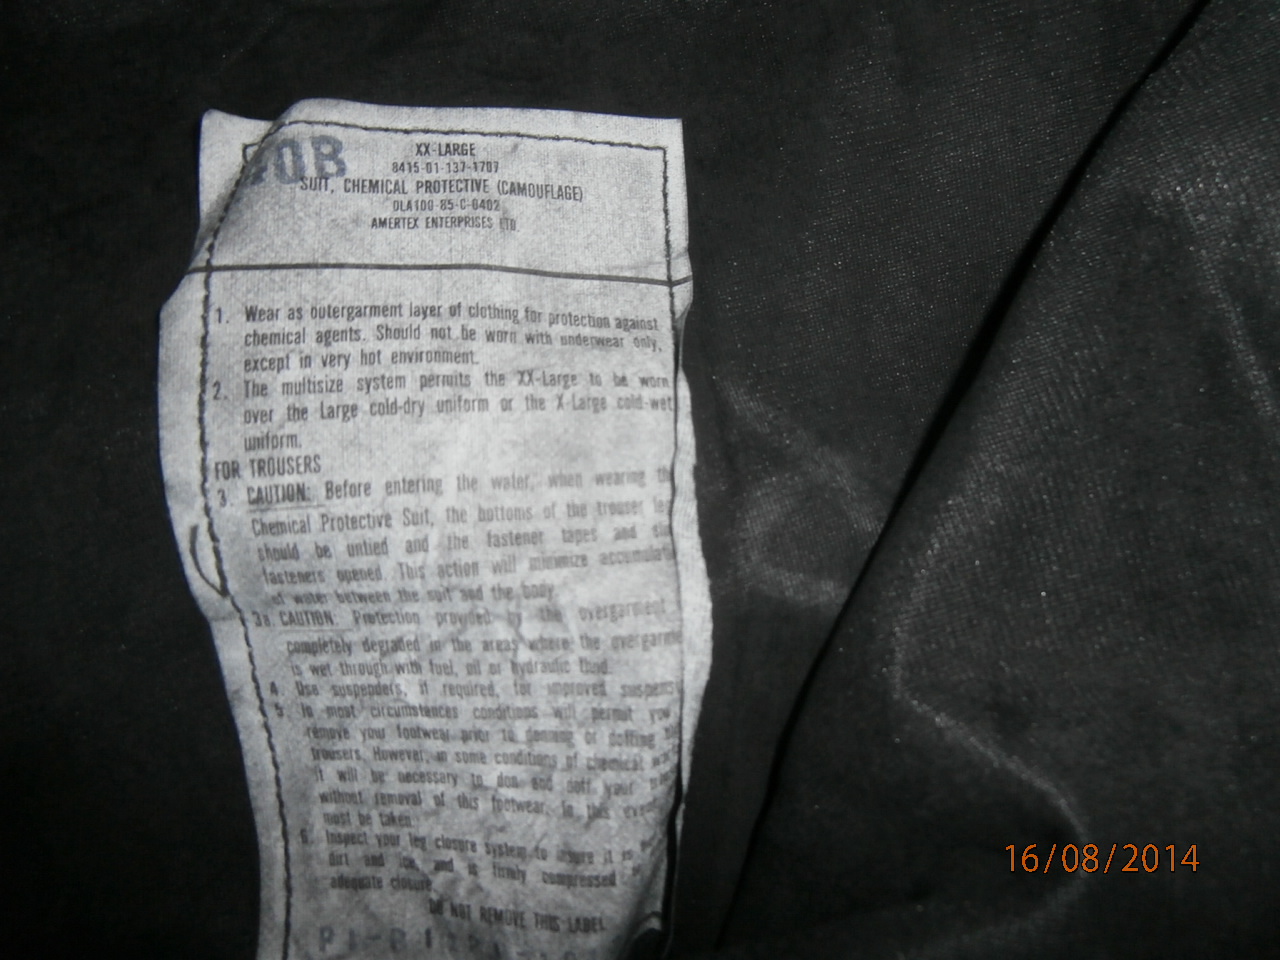 0B
XX-LARGE
8415-01-137-1707
SUIT, CHEMICAL PROTECTIVE (CAMOUFLAGE)
DLA100-85-C-0402
AMERTEX ENTERPRISES LTD.
1. Wear as outergarment layer of clothing for protection against
chemical agents. Should not be worn with underwear only,
except in very hot environment.
2. The multisize system permits the XX-Large to be worn
over the Large cold-dry uniform or the X-Large cold-wet
uniform.
FOR TROUSERS
3 CAUTION: Before entering the water, when wearing th
Chemical Protective Suit, the bottoms of the trouser leg
should be untied and the fastener tapes and
fasteners opened. This action will minimize accumulati
of water between the suit and the body.
3a. CAUTION: Protection provided by the overgarment
completely degraded in the areas where the overgarme
is wet through with fuel, oil or hydraulic fluid.
4. Use suspenders, if required, for improved suspens
5. In most circumstances conditions will permit you
remove your footwear prior to donning or doffing
trousers. However, in some conditions of chemical
it will be necessary to don and doff your
without removal of this footwear. In this
must be taken.
6. Inspect your leg closure system to insure it is
dirt and ice, and is firmly compressed
adequate closure
DO NOT REMOVE THIS LABEL